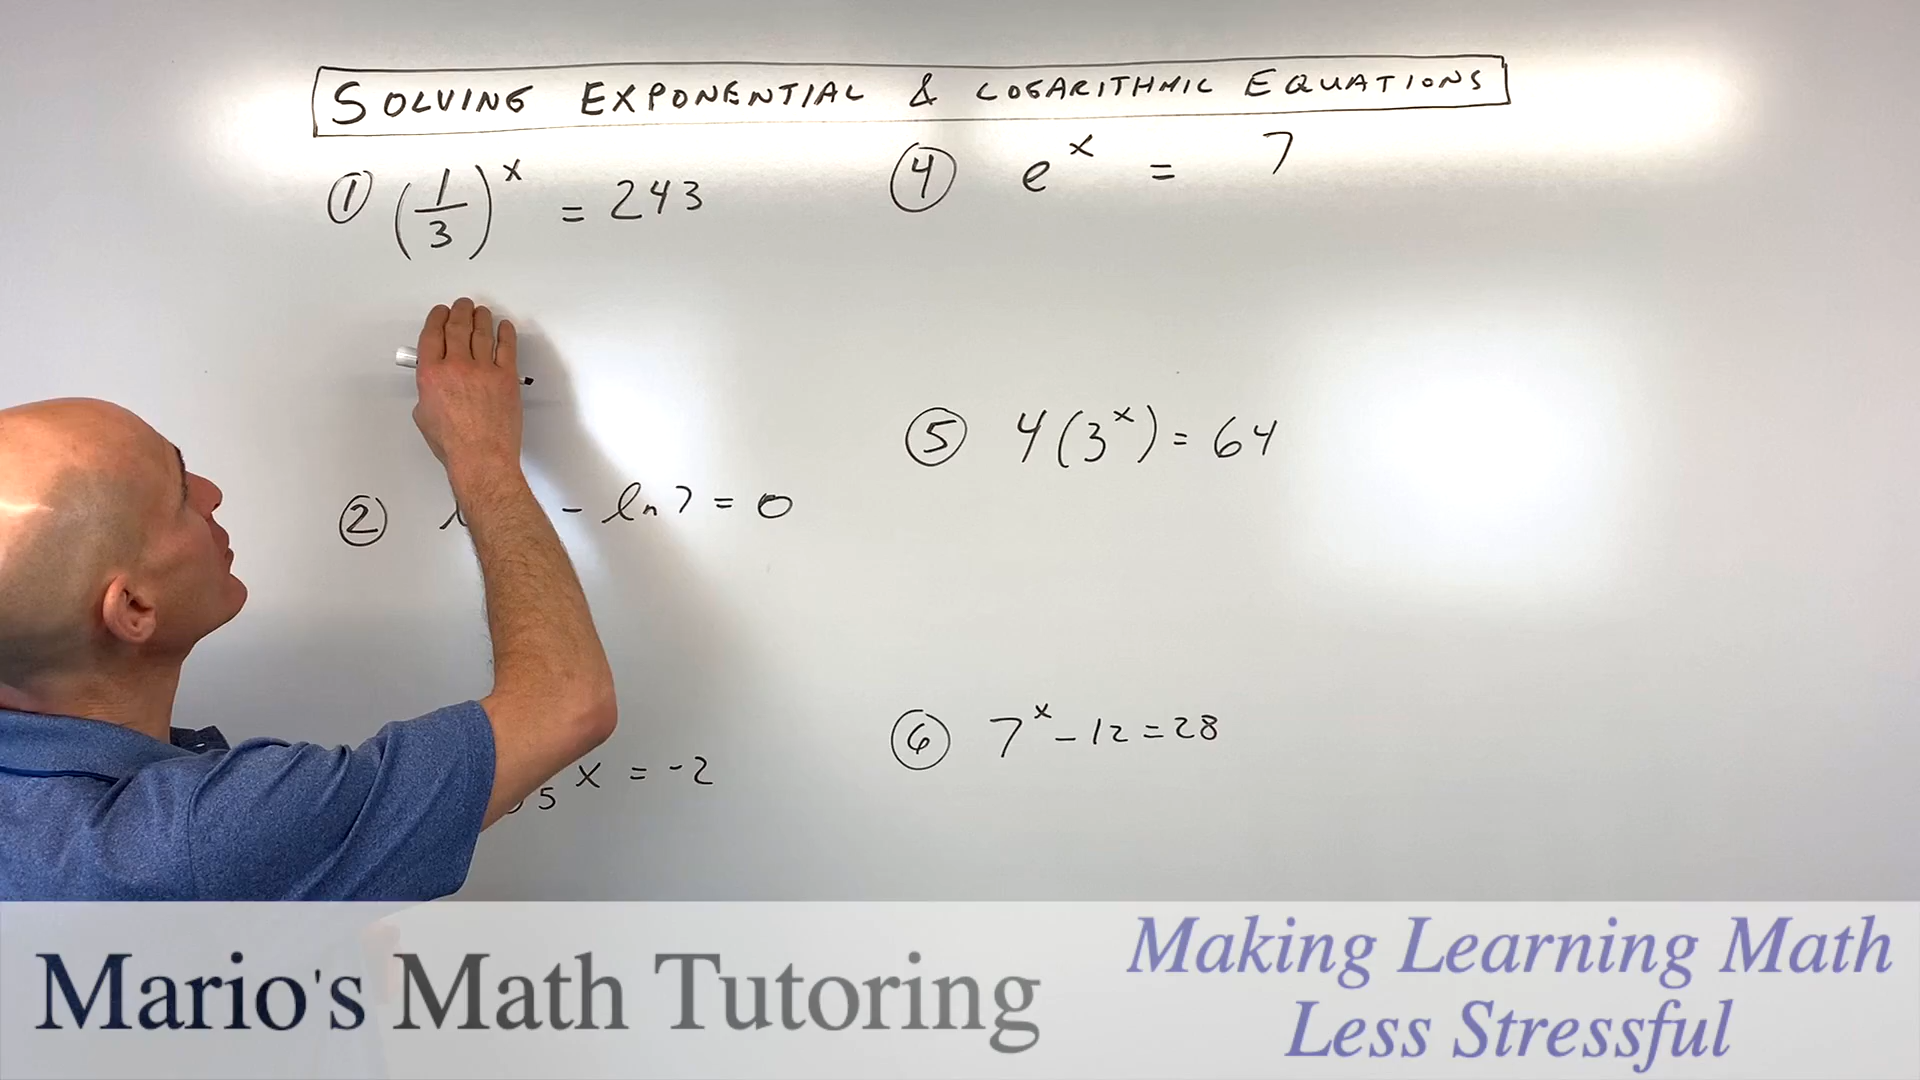 SOLVING EXPONENTIAL & LOGARITHMIC EQUATIONS
① (1/3)^x = 243
② - ln 7 = 0
5 x = -2
④ e^x = 7
⑤ 4(3^x) = 64
⑥ 7^x - 12 = 28
Mario's Math Tutoring
Making Learning Math
Less Stressful